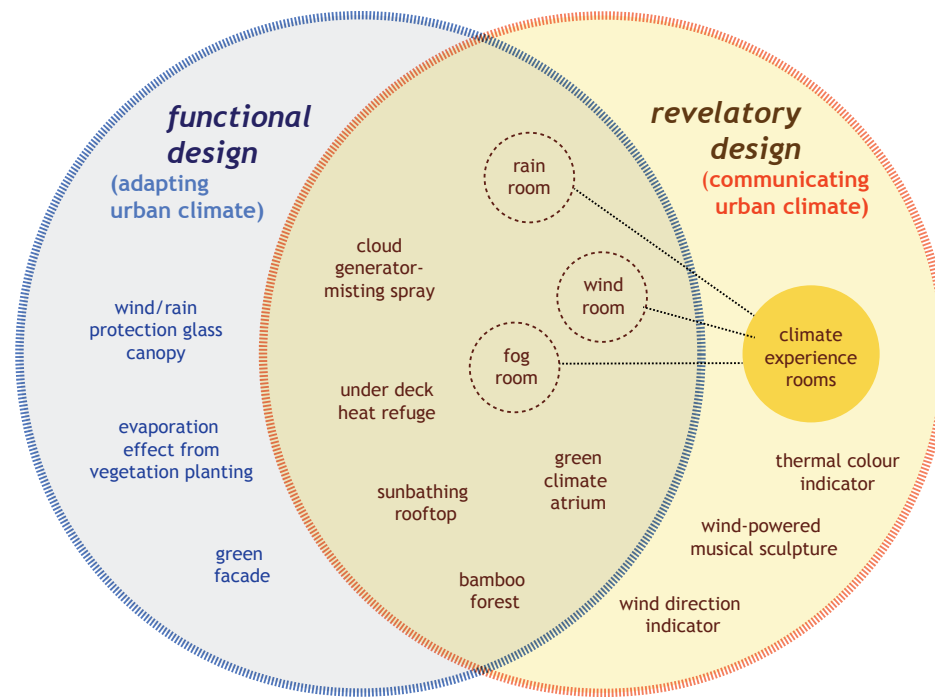 functional
design
(adapting
urban climate)
revelatory
design
(communicating
urban climate)
rain
room
cloud
generator-
misting spray
wind
room
wind/rain
protection glass
canopy
fog
room
climate
experience
rooms
under deck
heat refuge
evaporation
effect from
vegetation planting
green
climate
atrium
thermal colour
indicator
sunbathing
rooftop
wind-powered
musical sculpture
green
facade
bamboo
forest
wind direction
indicator